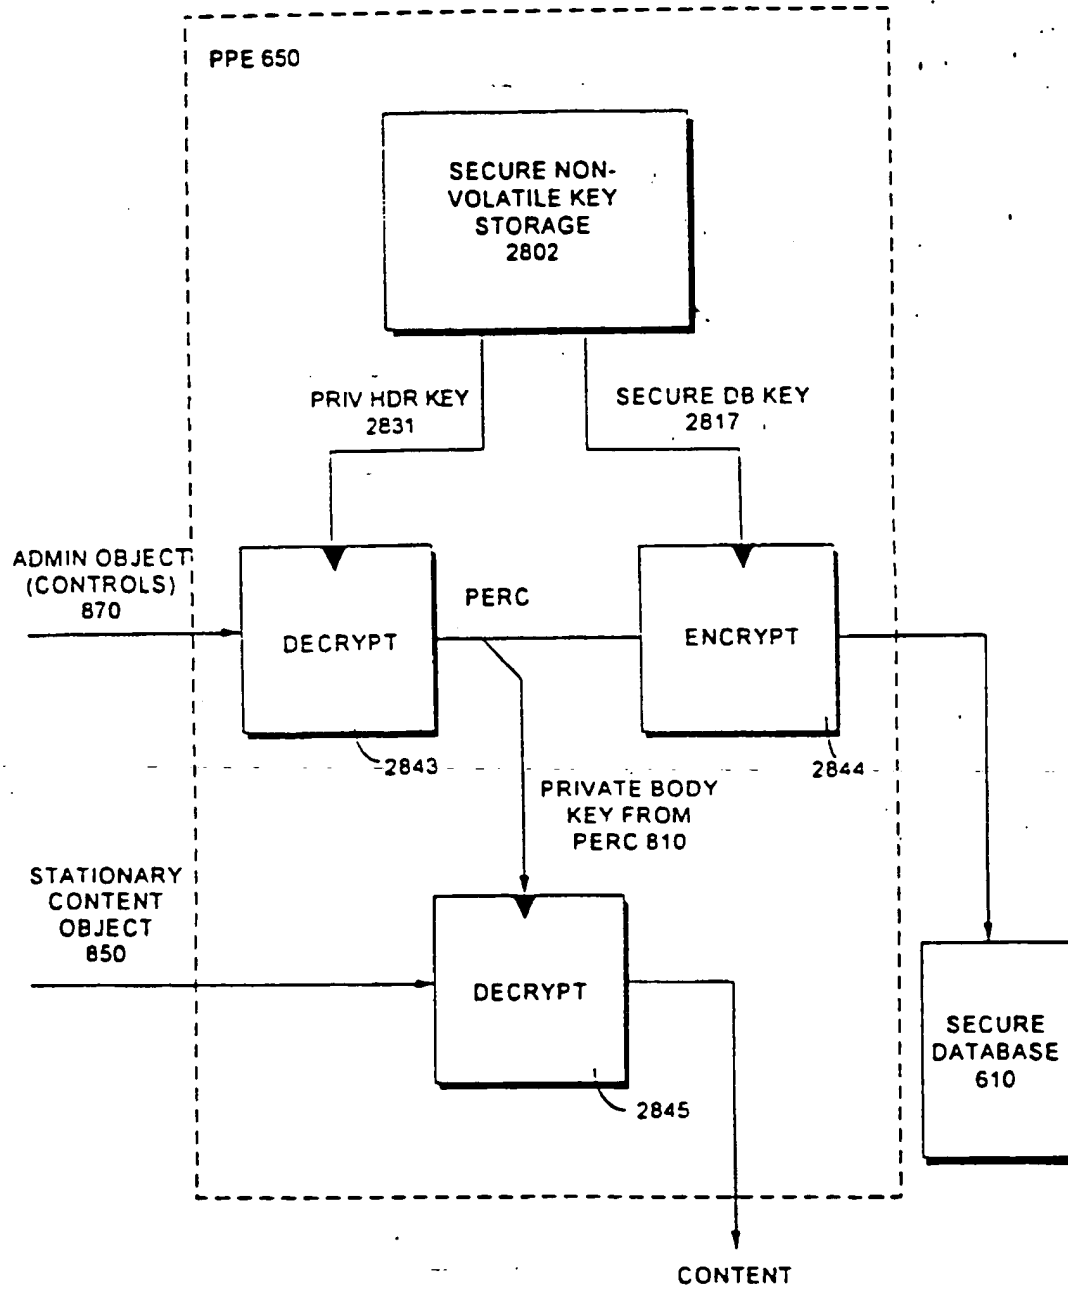 PPE 650
SECURE NON-
VOLATILE KEY
STORAGE
2802
PRIV HDR KEY
2831
SECURE DB KEY
2817
ADMIN OBJECT
(CONTROLS)
870
DECRYPT
PERC
ENCRYPT
2843
2844
PRIVATE BODY
KEY FROM
PERC 810
STATIONARY
CONTENT
OBJECT
850
DECRYPT
2845
SECURE
DATABASE
610
CONTENT